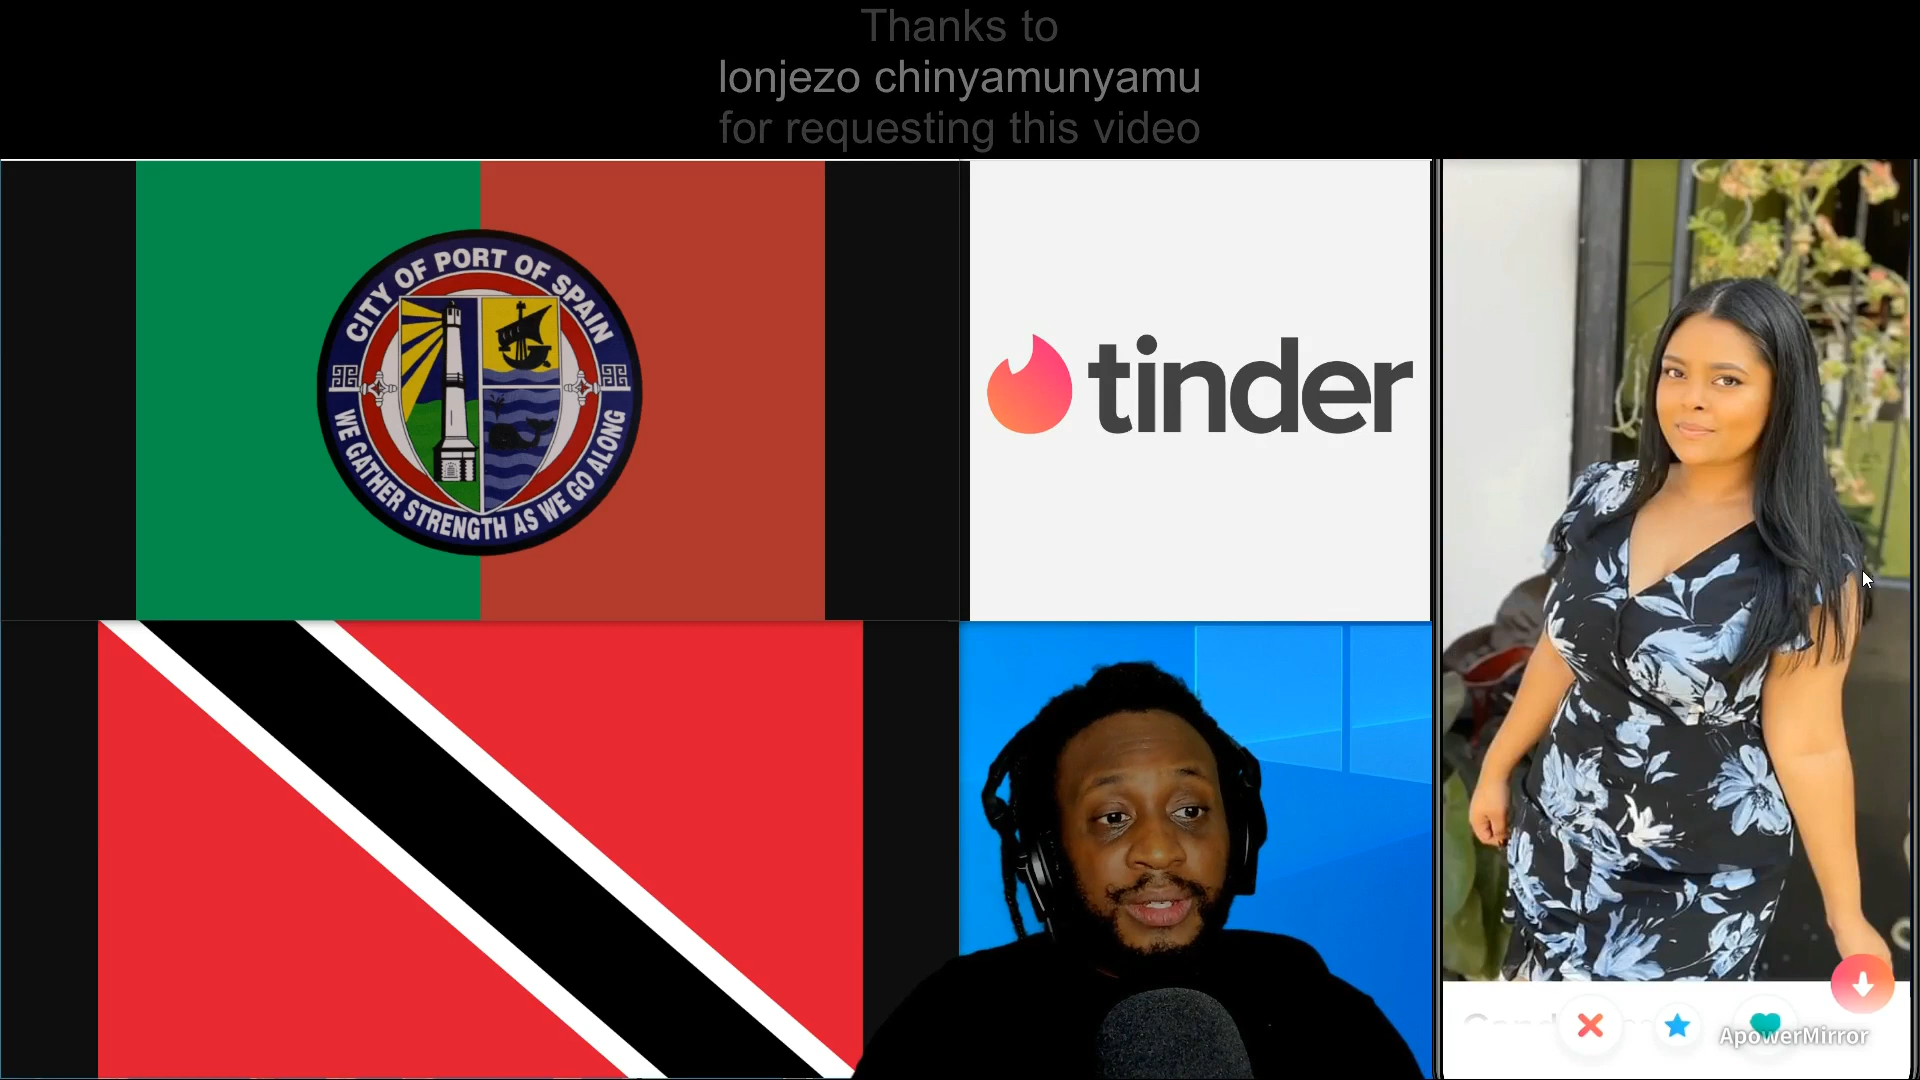 Thanks to
lonjezo chinyamunyamu
for requesting this video
CITY OF PORT OF SPAIN
WE GATHER STRENGTH AS WE GO ALONG
tinder
ApowerMirror